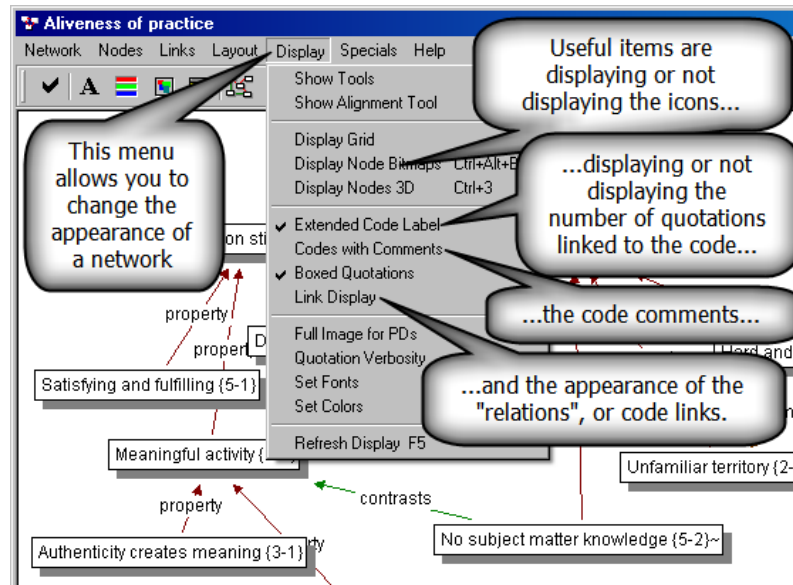 Aliveness of practice
Network Nodes Links Layout Display Specials Help
Show Tools
Show Alignment Tool
Display Grid
Display Node Bitmaps Ctrl+Alt+B
Display Nodes 3D Ctrl+3
Extended Code Label
Codes with Comments
Boxed Quotations
Link Display
Full Image for PDs
Quotation Verbosity
Set Fonts
Set Colors
Refresh Display F5
This menu
allows you to
change the
appearance of
a network
Useful items are
displaying or not
displaying the icons...
...displaying or not
displaying the
number of quotations
linked to the code...
...the code comments...
...and the appearance of the
"relations", or code links.
property
Satisfying and fulfilling {5-1}
Meaningful activity {
property
Authenticity creates meaning {3-1}
contrasts
No subject matter knowledge {5-2}~
Unfamiliar territory {2-
and